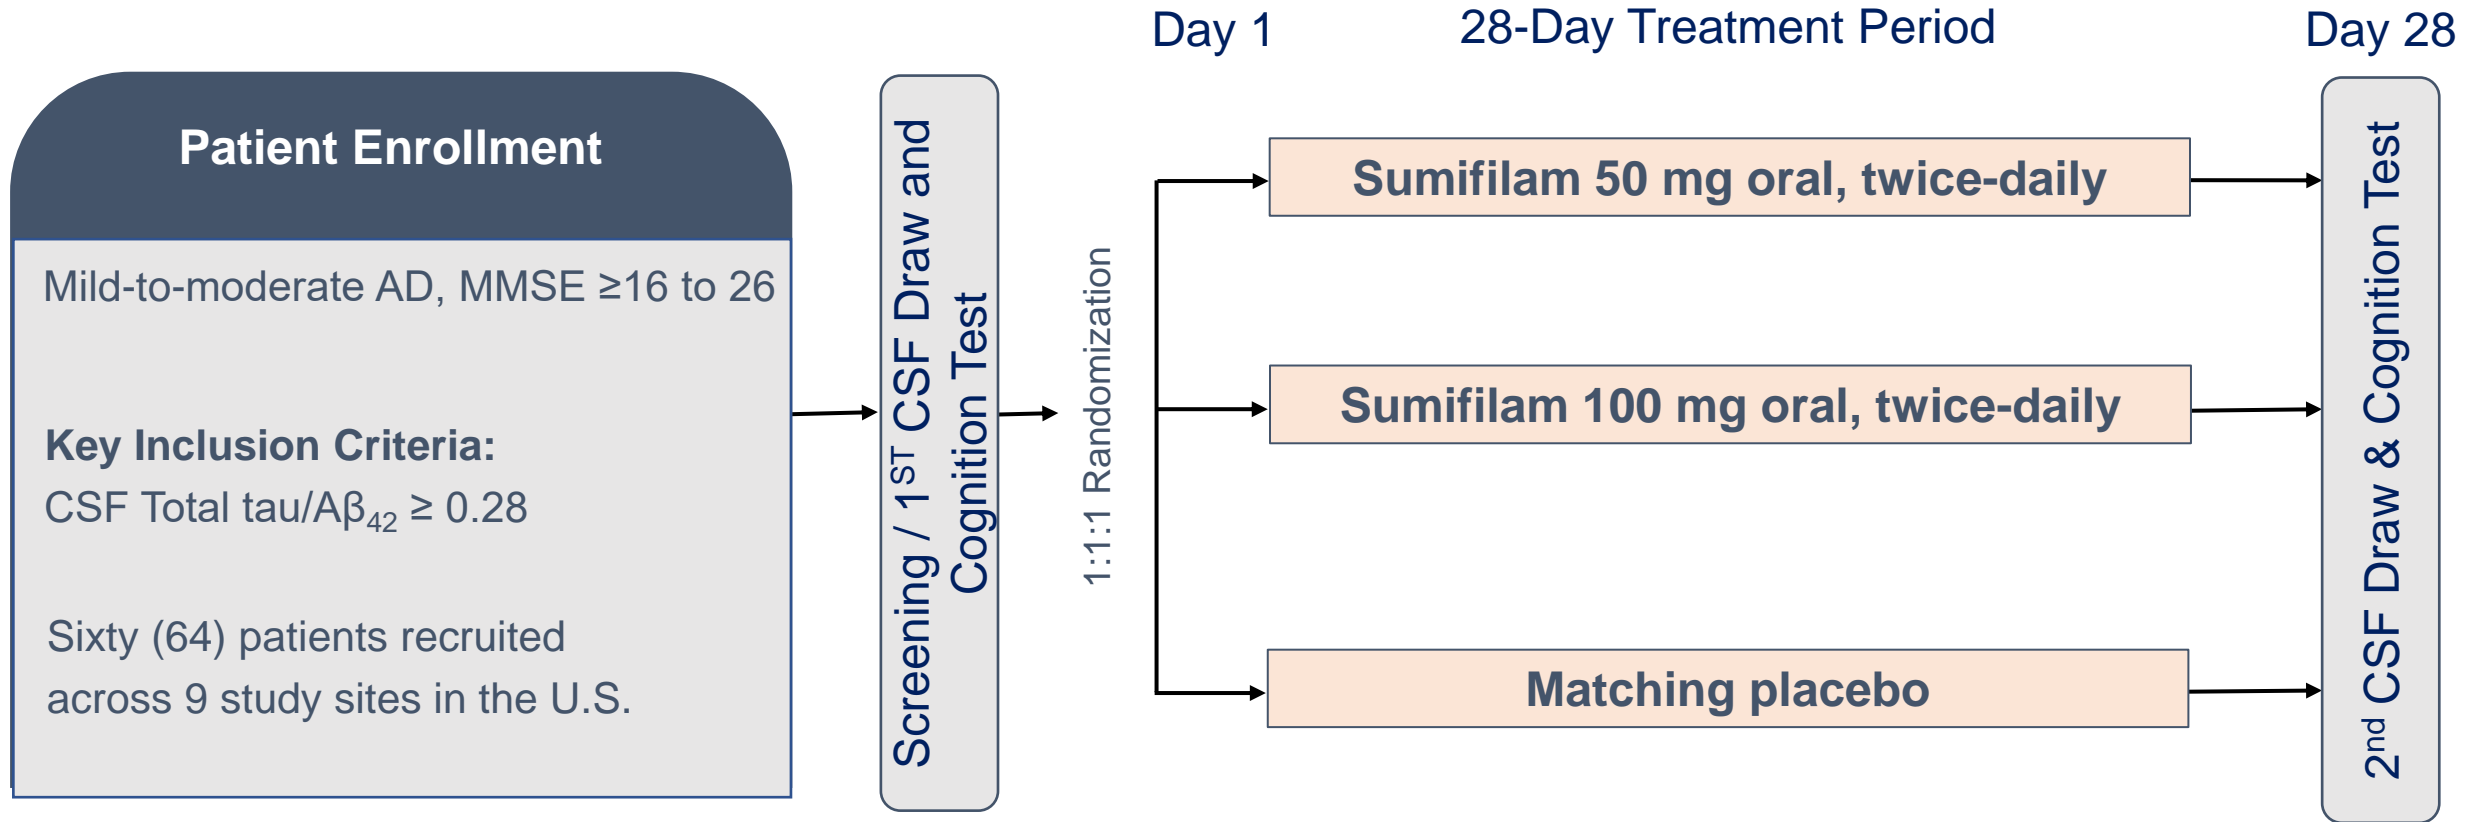 Patient Enrollment
Mild-to-moderate AD, MMSE ≥16 to 26
Key Inclusion Criteria:
CSF Total tau/Aβ₄₂ ≥ 0.28
Sixty (64) patients recruited
across 9 study sites in the U.S.
Screening / 1ST CSF Draw and
Cognition Test
1:1:1 Randomization
Day 1
28-Day Treatment Period
Day 28
Sumifilam 50 mg oral, twice-daily
Sumifilam 100 mg oral, twice-daily
Matching placebo
2nd CSF Draw & Cognition Test